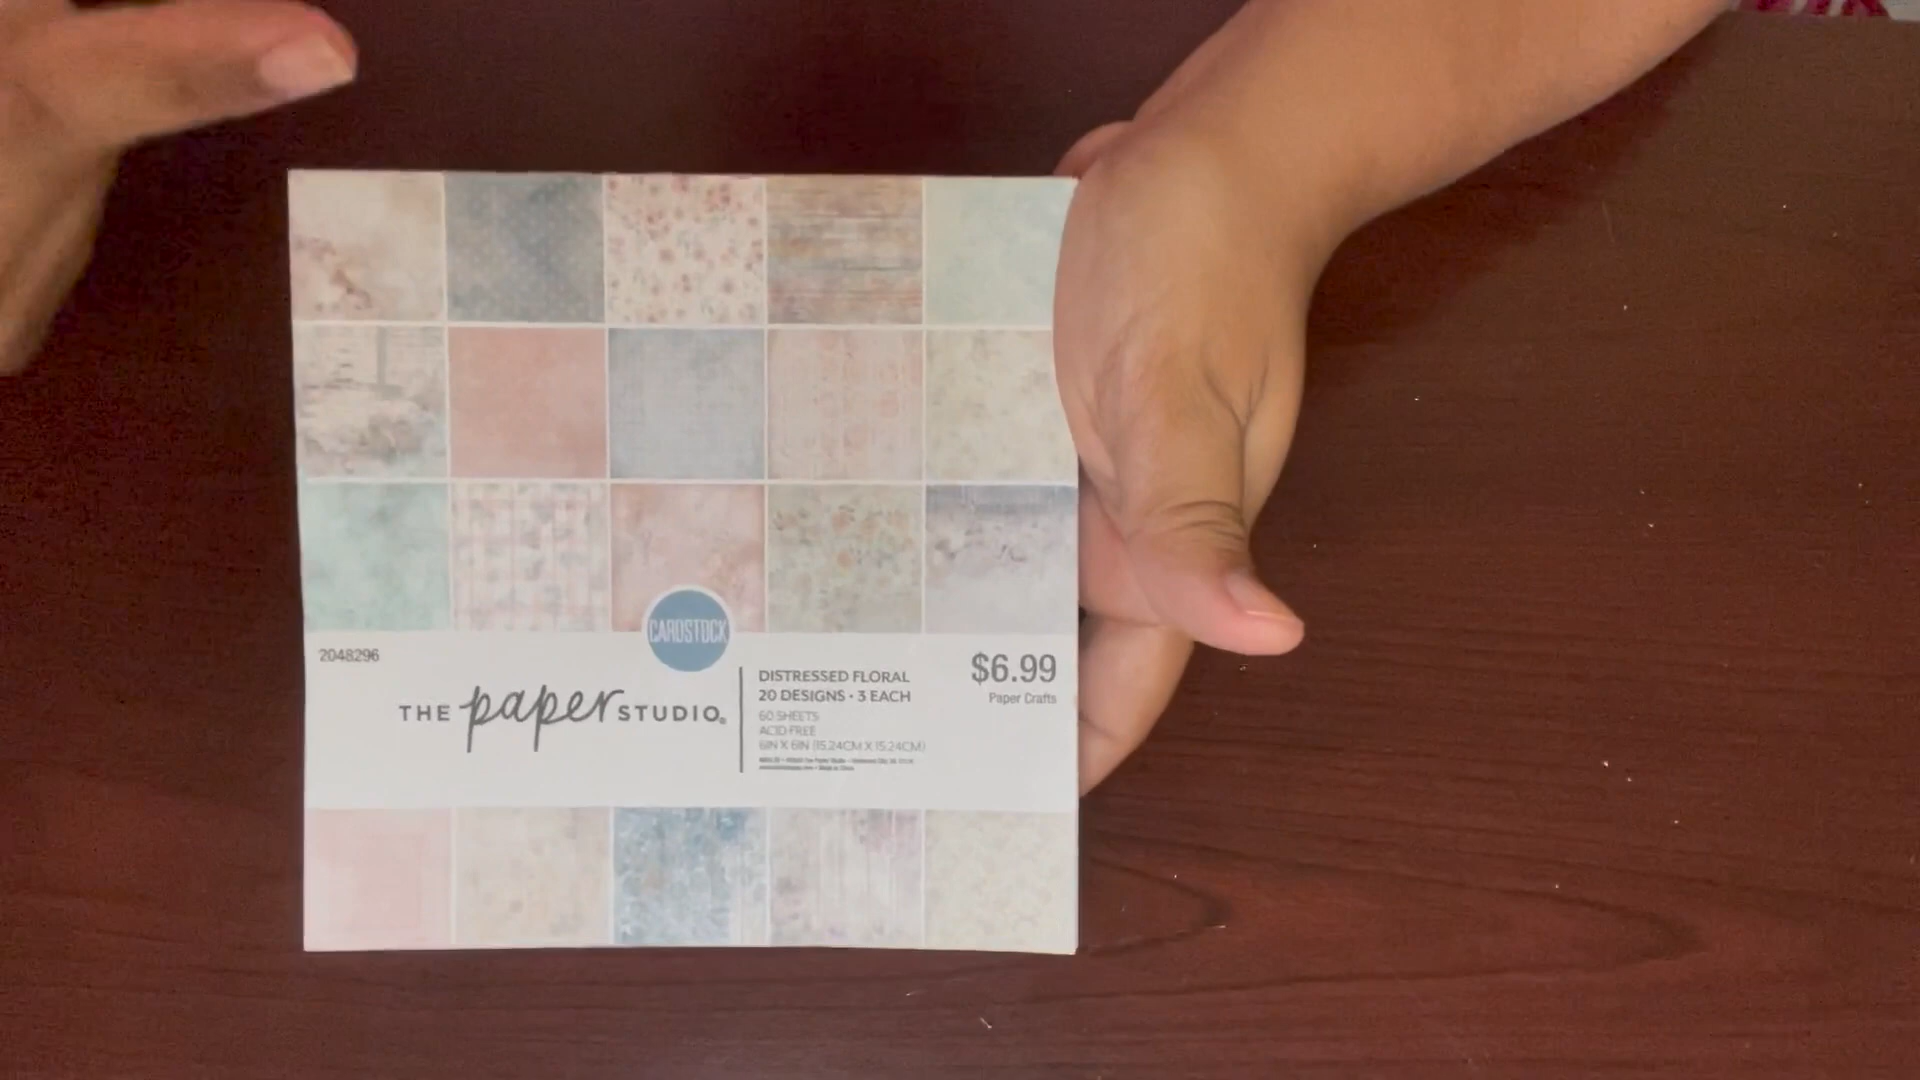 CARDSTOCK
2048296
THE paper STUDIO®
DISTRESSED FLORAL
20 DESIGNS • 3 EACH
60 SHEETS
ACID FREE
6IN X 6IN (15.24CM X 15.24CM)
$6.99
Paper Crafts